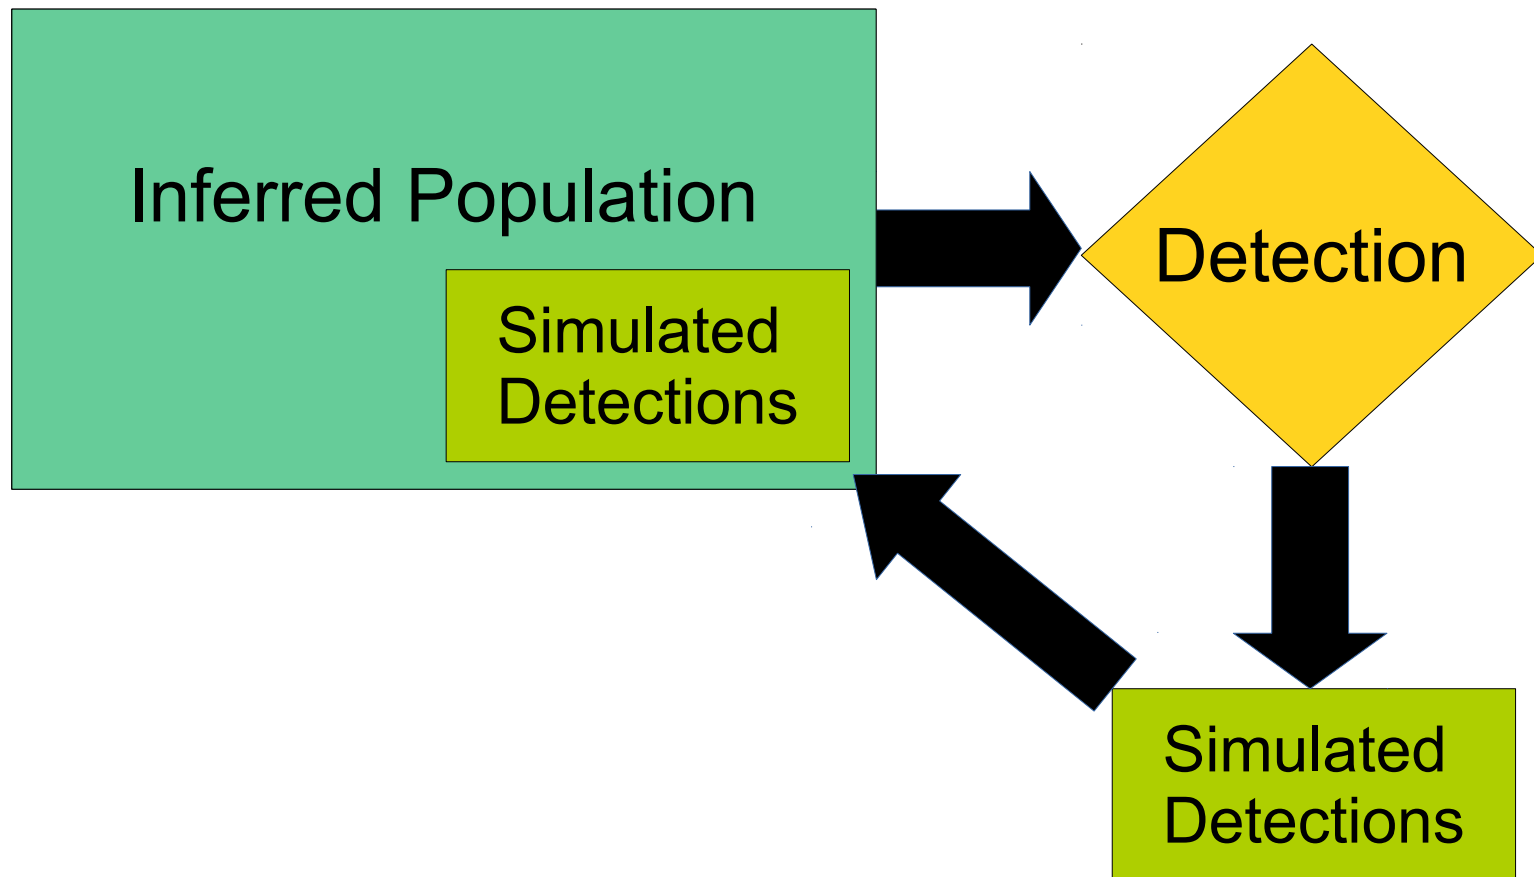 Inferred Population
Simulated
Detections
Detection
Simulated
Detections